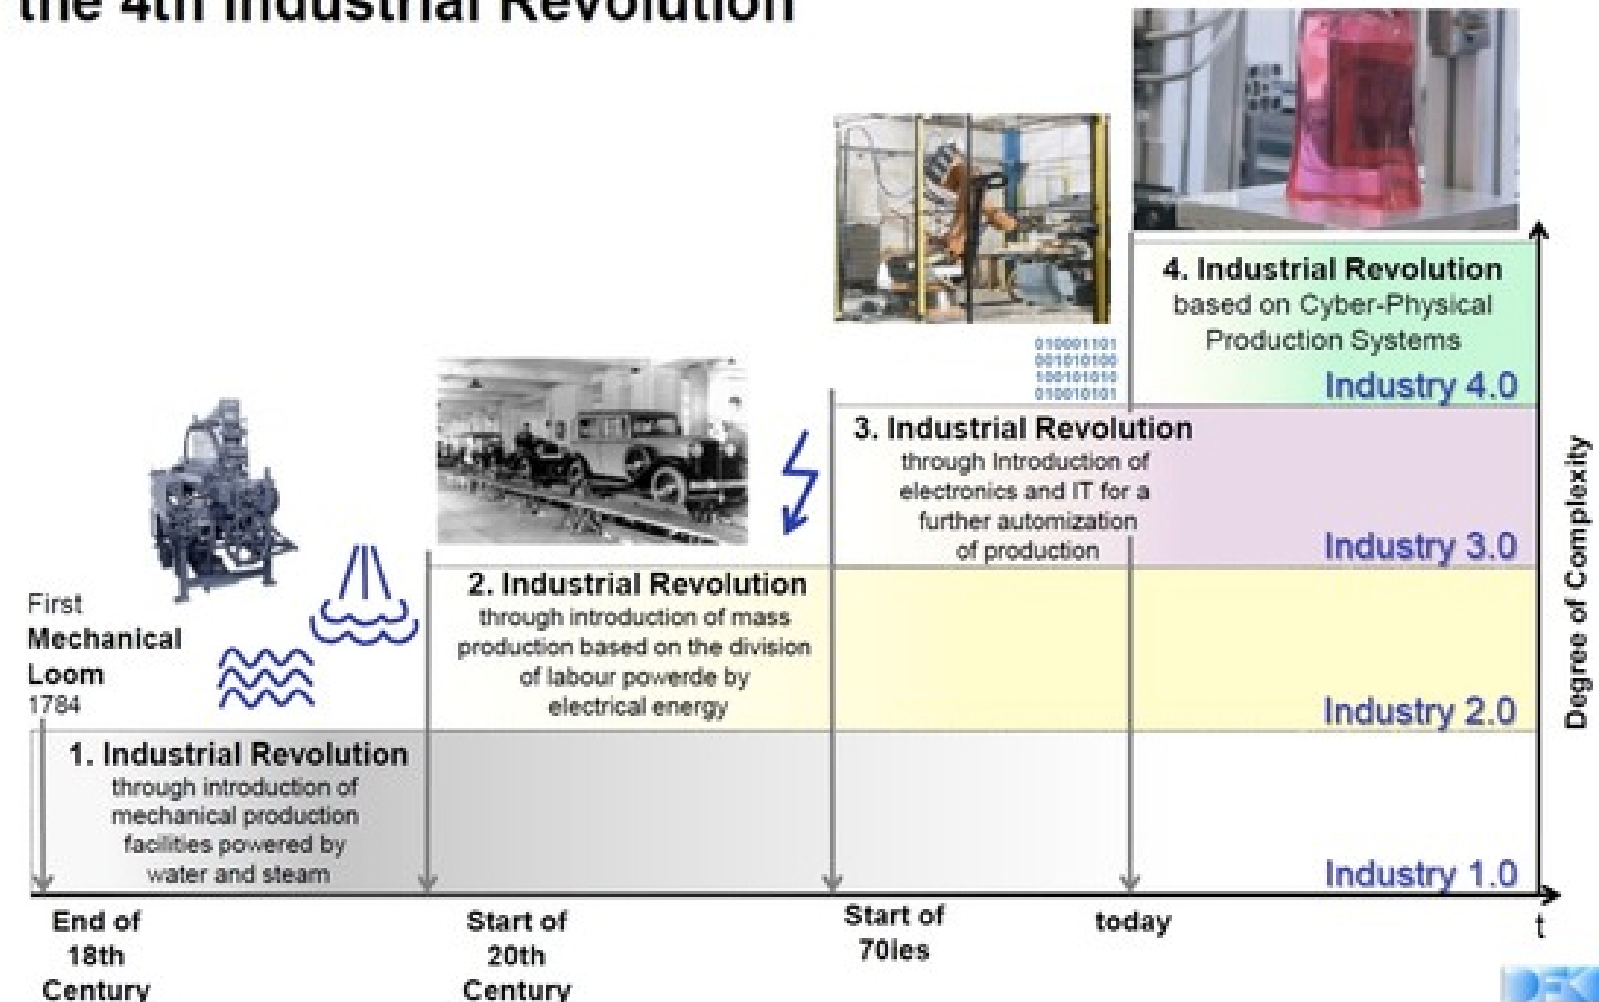 the 4th Industrial Revolution
4. Industrial Revolution
based on Cyber-Physical
Production Systems
Industry 4.0
010001101
001010100
100101010
010010101
3. Industrial Revolution
through Introduction of
electronics and IT for a
further automization
of production
Industry 3.0
2. Industrial Revolution
through introduction of mass
production based on the division
of labour powerde by
electrical energy
Industry 2.0
First
Mechanical
Loom
1784
1. Industrial Revolution
through introduction of
mechanical production
facilities powered by
water and steam
Industry 1.0
Degree of Complexity
End of
18th
Century
Start of
20th
Century
Start of
70ies
today
t
DFK